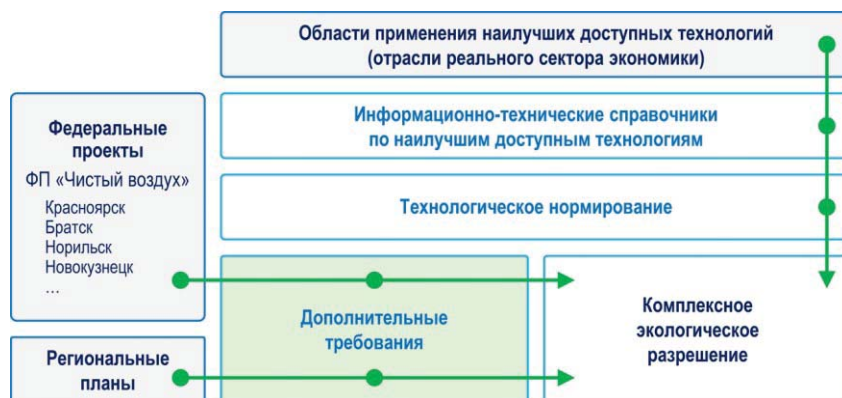 Области применения наилучших доступных технологий
(отрасли реального сектора экономики)
Информационно-технические справочники
по наилучшим доступным технологиям
Технологическое нормирование
Федеральные
проекты
ФП «Чистый воздух»
Красноярск
Братск
Норильск
Новокузнецк
...
Дополнительные
требования
Комплексное
экологическое
разрешение
Региональные
планы